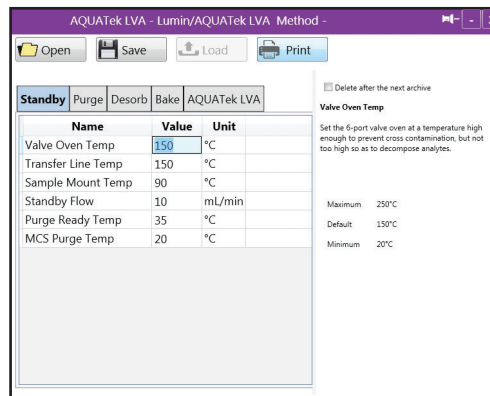 AQUATek LVA - Lumin/AQUATek LVA Method -
Open Save Load Print
Standby Purge Desorb Bake AQUATek LVA
Name Value Unit
Valve Oven Temp 150 °C
Transfer Line Temp 150 °C
Sample Mount Temp 90 °C
Standby Flow 10 mL/min
Purge Ready Temp 35 °C
MCS Purge Temp 20 °C
Delete after the next archive
Valve Oven Temp
Set the 6-port valve oven at a temperature high
enough to prevent cross contamination, but not
too high so as to decompose analytes.
Maximum 250°C
Default 150°C
Minimum 20°C